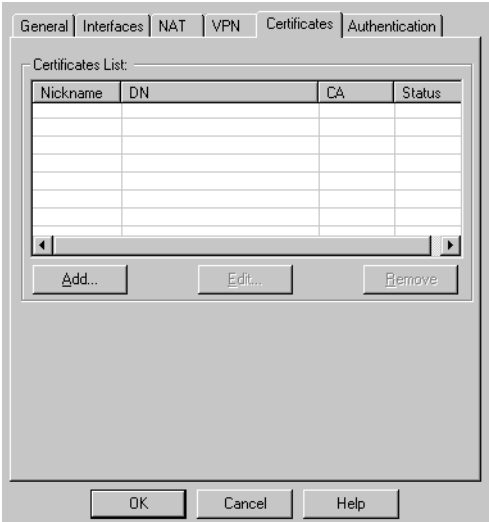 General Interfaces NAT VPN Certificates Authentication
Certificates List:
Nickname DN CA Status
Add... Edit... Remove
OK Cancel Help